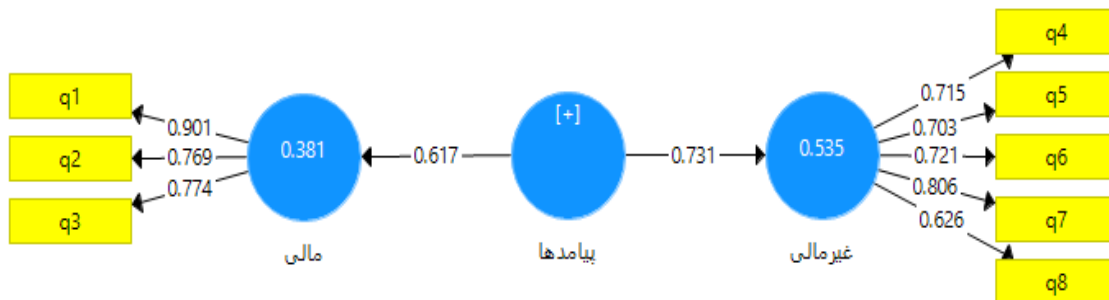 q1
q2
q3
0.901
0.769
0.774
0.381
مالی
0.617
[+]
پیامدها
0.731
0.535
غیرمالی
0.715
0.703
0.721
0.806
0.626
q4
q5
q6
q7
q8